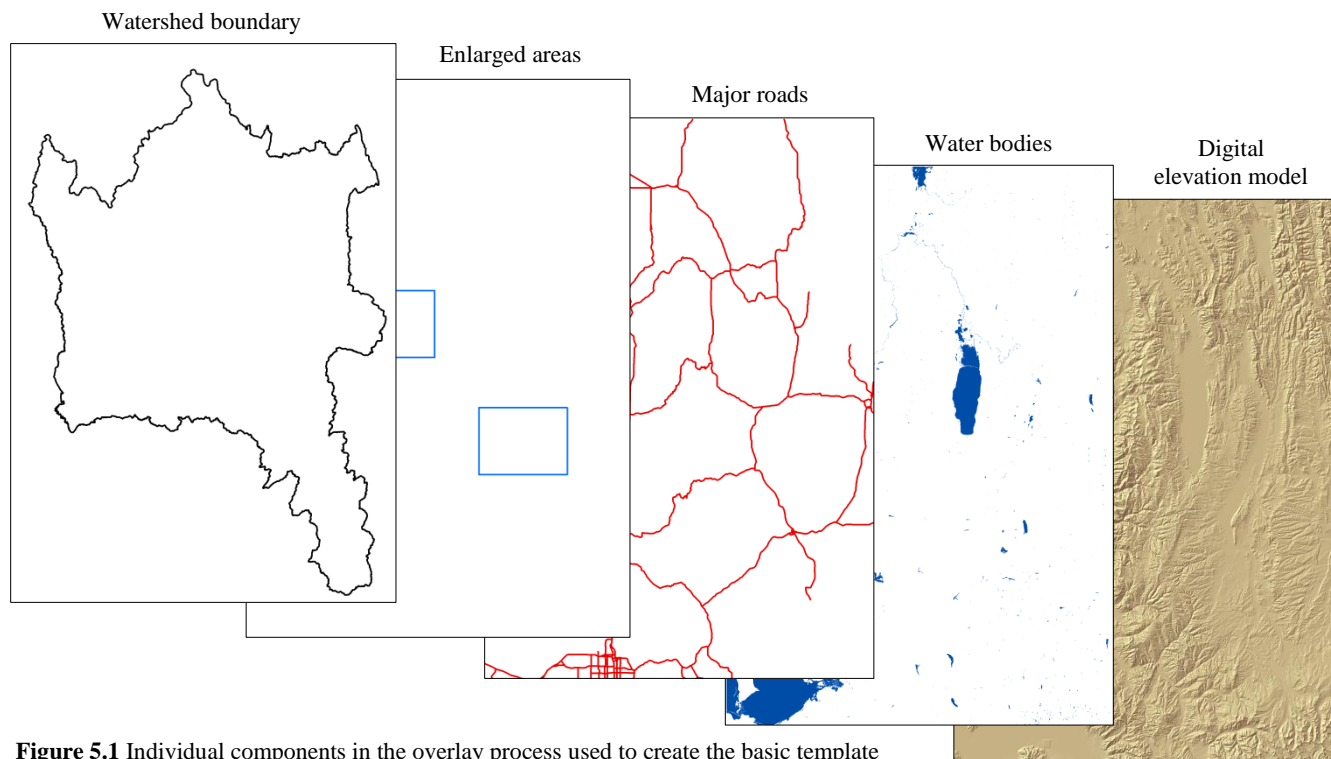 Watershed boundary
Enlarged areas
Major roads
Water bodies
Digital
elevation model
Figure 5.1 Individual components in the overlay process used to create the basic template